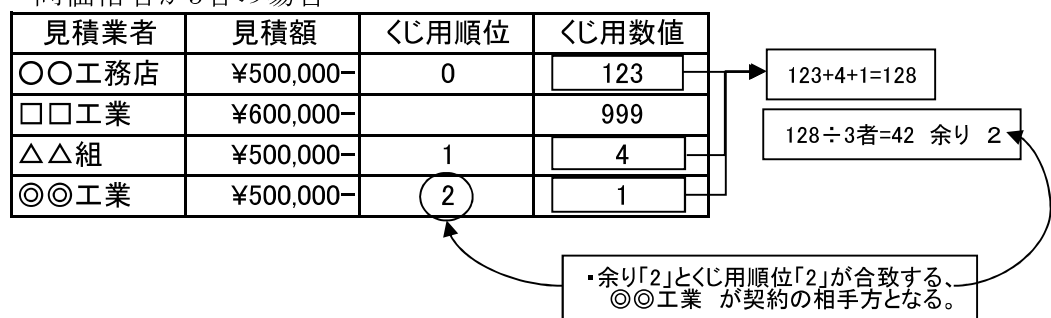 見積業者 見積額 くじ用順位 くじ用数値
〇〇工務店 ¥500,000- 0 123
□□工業 ¥600,000- 999
△△組 ¥500,000- 1 4
◎◎工業 ¥500,000- 2 1
123+4+1=128
128÷3者=42 余り 2
・余り「2」とくじ用順位「2」が合致する、
◎◎工業 が契約の相手方となる。